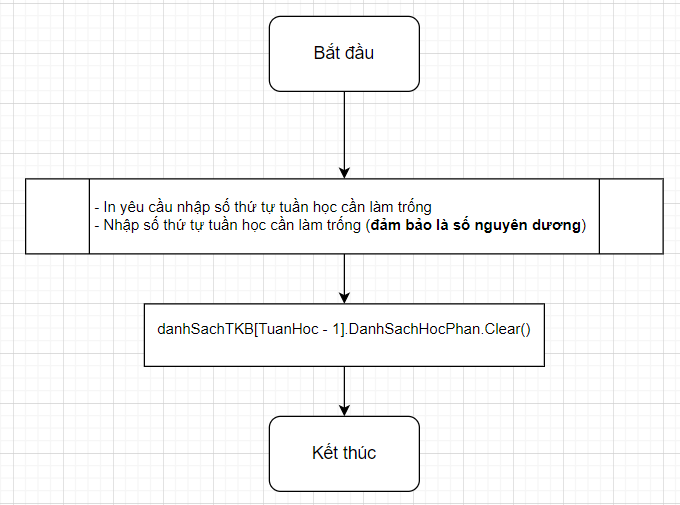 Bắt đầu
- In yêu cầu nhập số thứ tự tuần học cần làm trống
- Nhập số thứ tự tuần học cần làm trống (đảm bảo là số nguyên dương)
danhSachTKB[TuanHoc - 1].DanhSachHocPhan.Clear()
Kết thúc